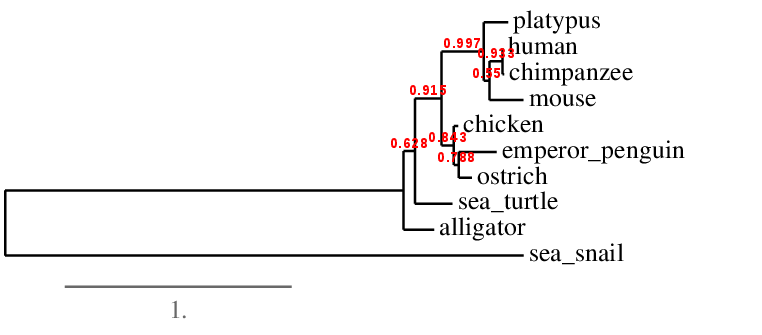 platypus
0.997
human
0.933
0.55
chimpanzee
mouse
0.915
chicken
0.628
0.843
emperor_penguin
0.788
ostrich
sea_turtle
alligator
sea_snail
1.